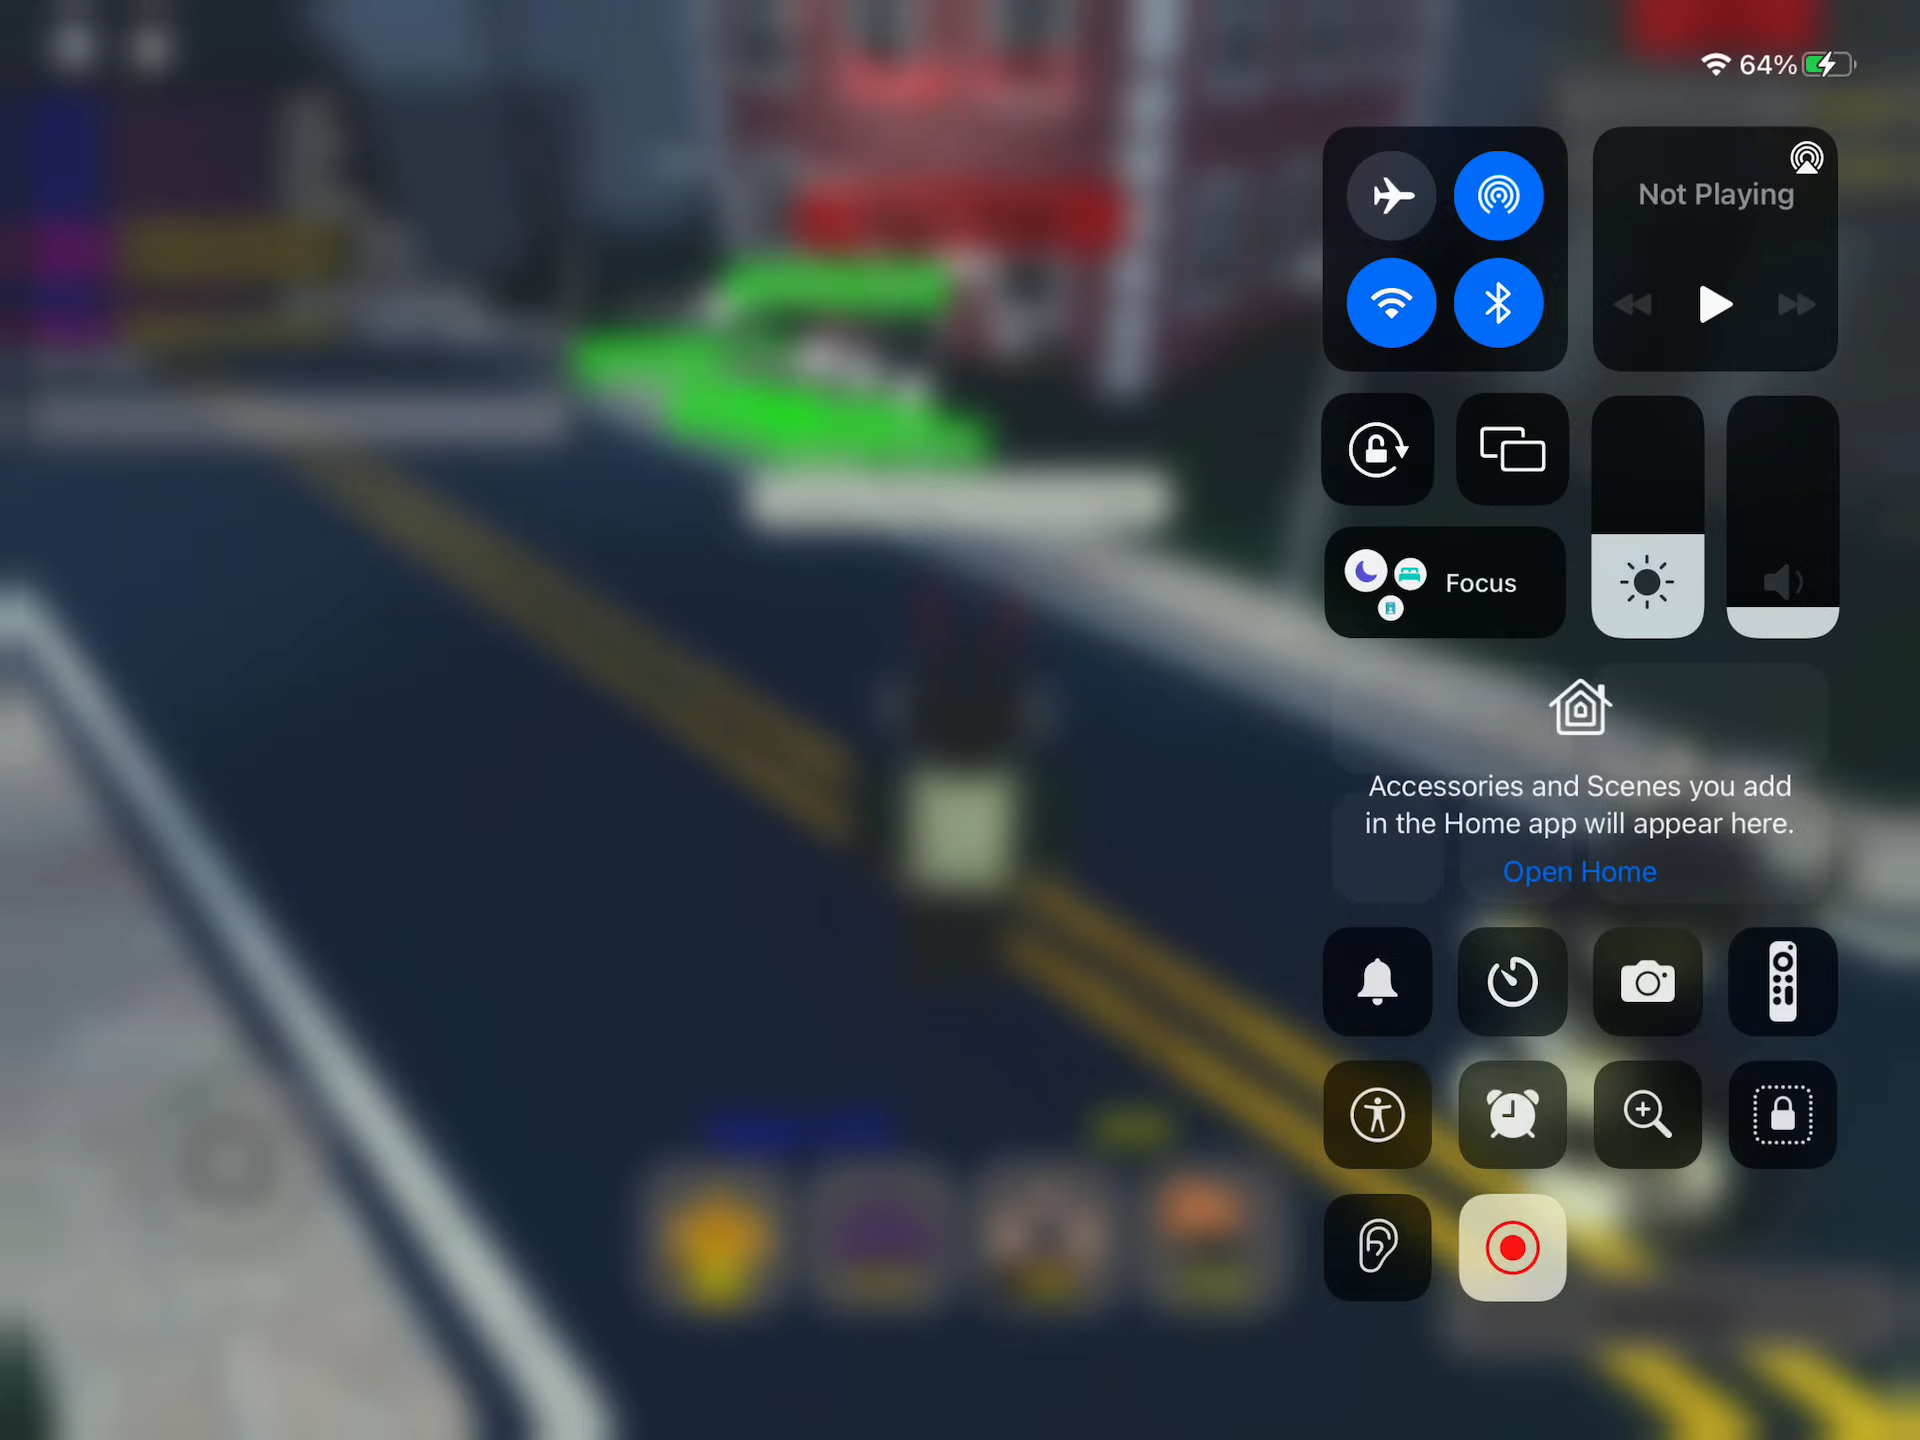 64%
Not Playing
Focus
Accessories and Scenes you add
in the Home app will appear here.
Open Home